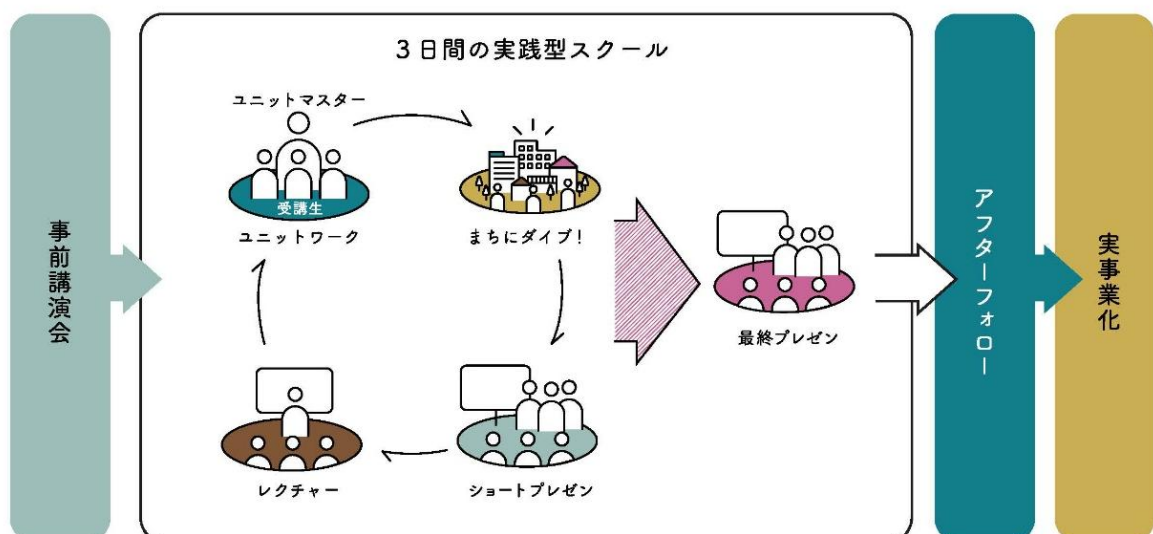 事前講演会
3日間の実践型スクール
ユニットマスター
受講生
ユニットワーク
まちにダイブ！
ショートプレゼン
レクチャー
最終プレゼン
アフターフォロー
実事業化